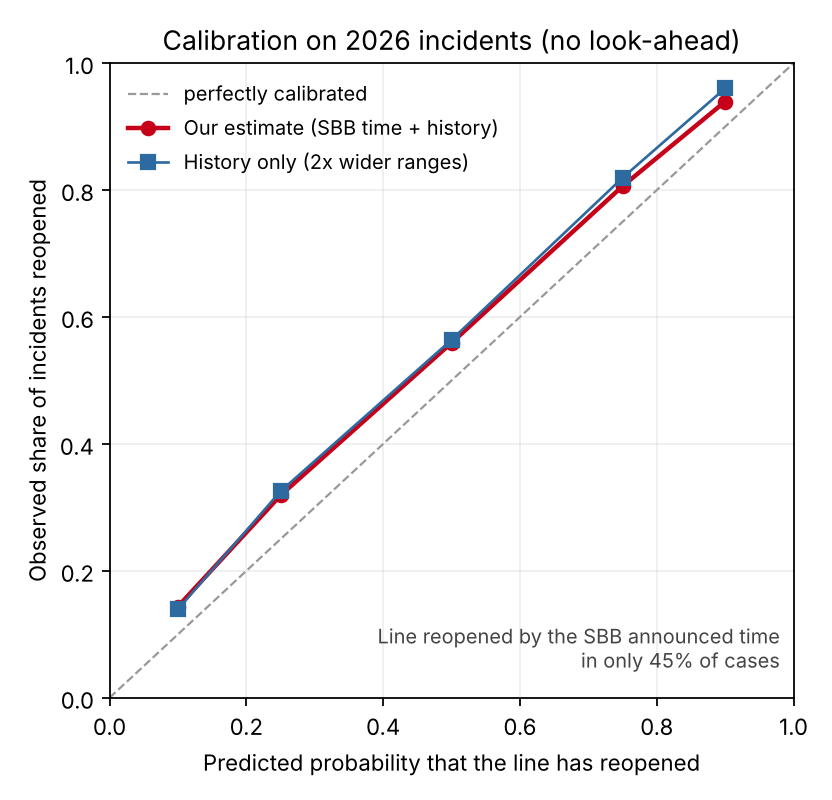 Calibration on 2026 incidents (no look-ahead)
1.0
0.8
0.6
0.4
0.2
0.0
Observed share of incidents reopened
perfectly calibrated
Our estimate (SBB time + history)
History only (2x wider ranges)
Line reopened by the SBB announced time
in only 45% of cases
0.0 0.2 0.4 0.6 0.8 1.0
Predicted probability that the line has reopened